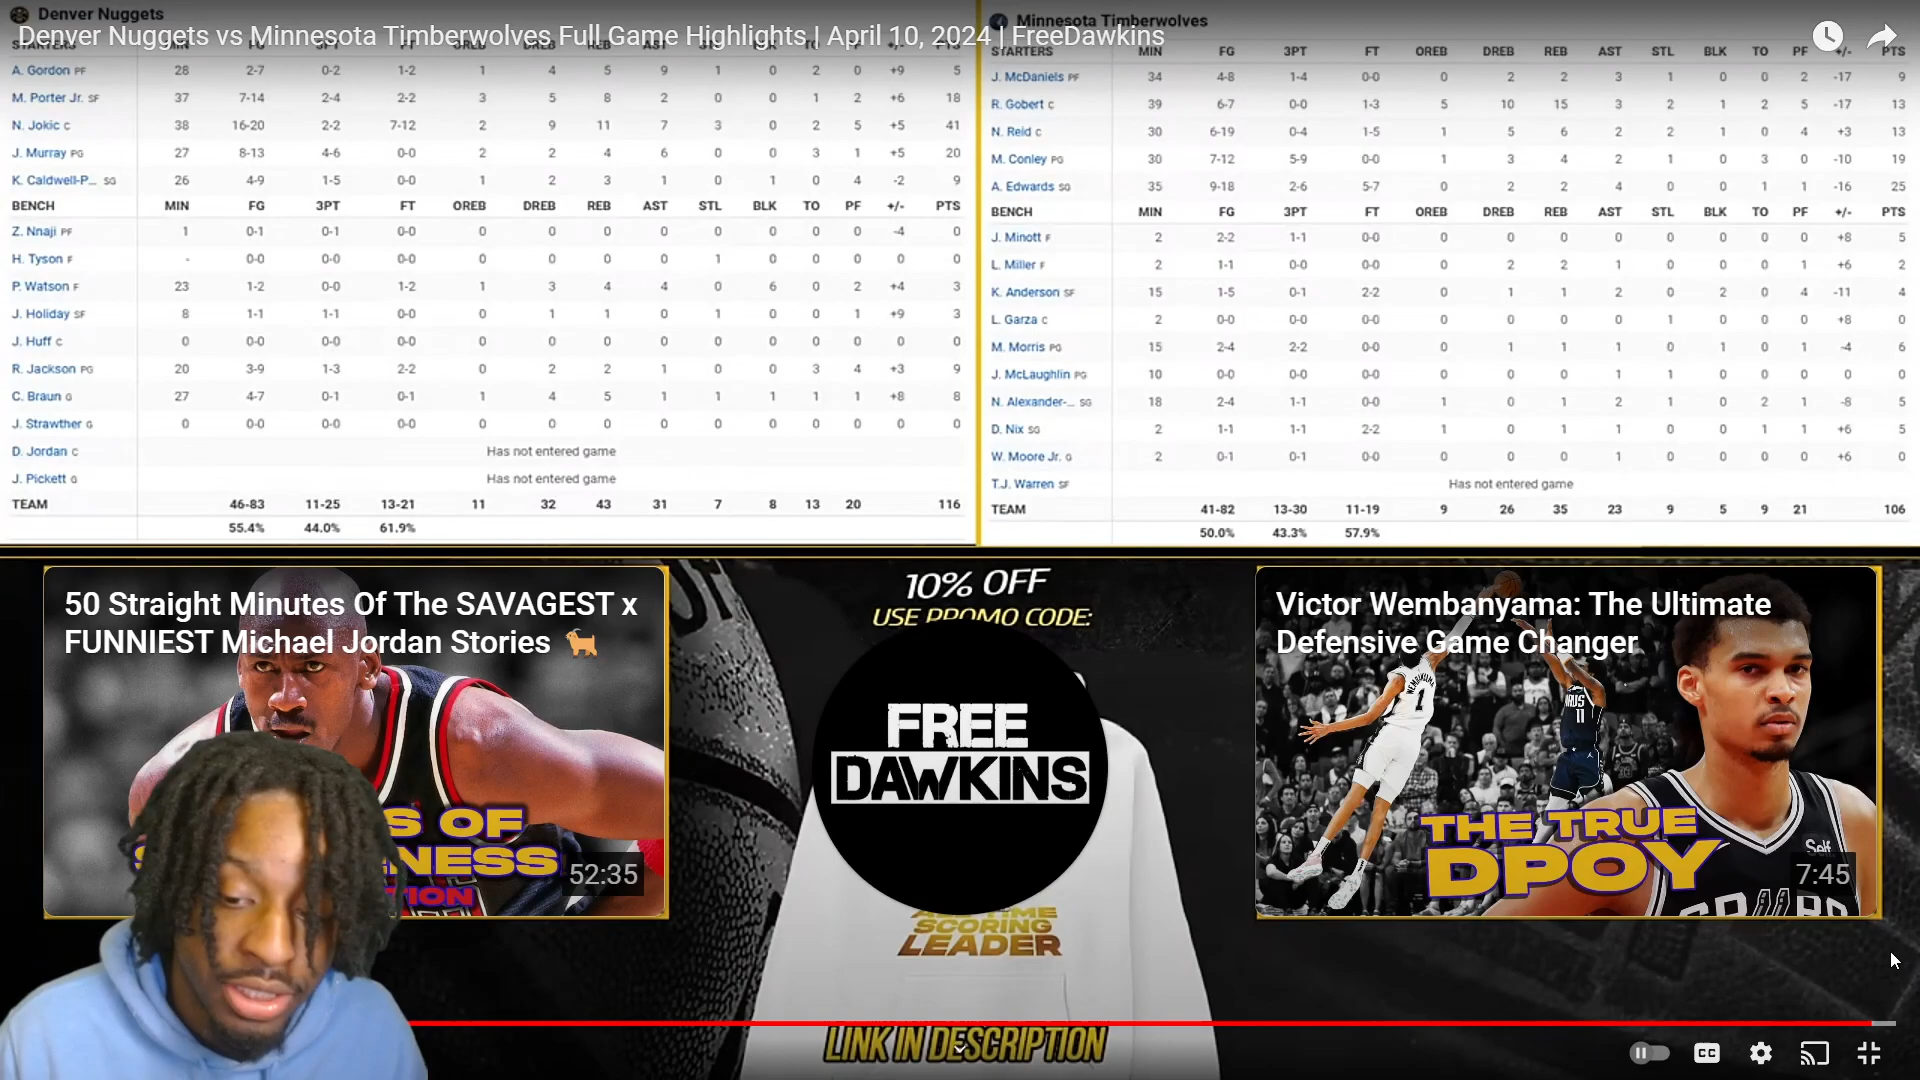 Denver Nuggets
Denver Nuggets vs Minnesota Timberwolves Full Game Highlights | April 10, 2024 | FreeDawkins
STARTERS MIN FG 3PT FT OREB DREB REB AST STL BLK TO PF +/- PTS
A. Gordon PF 28 2-7 0-2 1-2 1 4 5 9 1 0 2 0 +9 5
M. Porter Jr. SF 37 7-14 2-4 2-2 3 5 8 2 0 0 1 2 +6 18
N. Jokic C 38 16-20 2-2 7-12 2 9 11 7 3 0 2 5 +5 41
J. Murray PG 27 8-13 4-6 0-0 2 2 4 6 0 0 3 1 +5 20
K. Caldwell-P... SG 26 4-9 1-5 0-0 1 2 3 1 0 1 0 4 -2 9
BENCH MIN FG 3PT FT OREB DREB REB AST STL BLK TO PF +/- PTS
Z. Nnaji PF 1 0-1 0-1 0-0 0 0 0 0 0 0 0 0 -4 0
H. Tyson F - 0-0 0-0 0-0 0 0 0 0 1 0 0 0 0 0
P. Watson F 23 1-2 0-0 1-2 1 3 4 4 0 6 0 2 +4 3
J. Holiday SF 8 1-1 1-1 0-0 0 1 1 0 1 0 0 1 +9 3
J. Huff C 0 0-0 0-0 0-0 0 0 0 0 0 0 0 0 0 0
R. Jackson PG 20 3-9 1-3 2-2 0 2 2 1 0 0 3 4 +3 9
C. Braun G 27 4-7 0-1 0-1 1 4 5 1 1 1 1 1 +8 8
J. Strawther G 0 0-0 0-0 0-0 0 0 0 0 0 0 0 0 0 0
D. Jordan C Has not entered game
J. Pickett G Has not entered game
TEAM 46-83 11-25 13-21 11 32 43 31 7 8 13 20 116
55.4% 44.0% 61.9%
Minnesota Timberwolves
STARTERS MIN FG 3PT FT OREB DREB REB AST STL BLK TO PF +/- PTS
J. McDaniels PF 34 4-8 1-4 0-0 0 2 2 3 1 0 0 2 -17 9
R. Gobert C 39 6-7 0-0 1-3 5 10 15 3 2 1 2 5 -17 13
N. Reid C 30 6-19 0-4 1-5 1 5 6 2 2 1 0 4 +3 13
M. Conley PG 30 7-12 5-9 0-0 1 3 4 2 1 0 3 0 -10 19
A. Edwards SG 35 9-18 2-6 5-7 0 2 2 4 0 0 1 1 -16 25
BENCH MIN FG 3PT FT OREB DREB REB AST STL BLK TO PF +/- PTS
J. Minott F 2 2-2 1-1 0-0 0 0 0 0 0 0 0 0 +8 5
L. Miller F 2 1-1 0-0 0-0 0 2 2 1 0 0 0 1 +6 2
K. Anderson SF 15 1-5 0-1 2-2 0 1 1 2 0 2 0 4 -11 4
L. Garza C 2 0-0 0-0 0-0 0 0 0 0 1 0 0 0 +8 0
M. Morris PG 15 2-4 2-2 0-0 0 1 1 1 0 1 0 1 -4 6
J. McLaughlin PG 10 0-0 0-0 0-0 0 0 0 1 1 0 0 0 0 0
N. Alexander-... SG 18 2-4 1-1 0-0 1 0 1 2 1 0 2 1 -8 5
D. Nix SG 2 1-1 1-1 2-2 1 0 1 1 0 0 1 1 +6 5
W. Moore Jr. G 2 0-1 0-1 0-0 0 0 0 1 0 0 0 0 +6 0
T.J. Warren SF Has not entered game
TEAM 41-82 13-30 11-19 9 26 35 23 9 5 9 21 106
50.0% 43.3% 57.9%
50 Straight Minutes Of The SAVAGEST x
FUNNIEST Michael Jordan Stories
S OF
NESS
TION
52:35
10% OFF
USE PROMO CODE:
FREE
DAWKINS
ALL TIME
SCORING
LEADER
LINK IN DESCRIPTION
Victor Wembanyama: The Ultimate
Defensive Game Changer
WEMBANYAMA
1
11
THE TRUE
DPOY
Self
7:45
CC